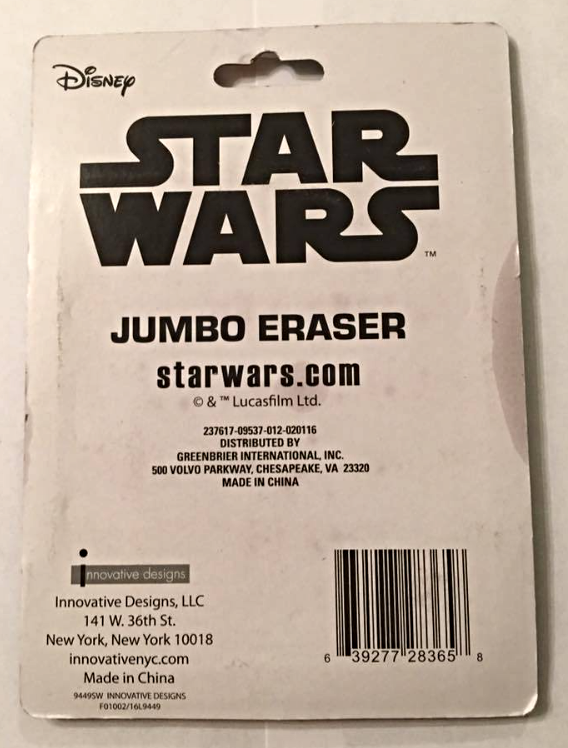 Disney
STAR
WARS™
JUMBO ERASER
starwars.com
© & ™ Lucasfilm Ltd.
237617-09537-012-020116
DISTRIBUTED BY
GREENBRIER INTERNATIONAL, INC.
500 VOLVO PARKWAY, CHESAPEAKE, VA 23320
MADE IN CHINA
innovative designs
Innovative Designs, LLC
141 W. 36th St.
New York, New York 10018
innovativenyc.com
Made in China
9449SW INNOVATIVE DESIGNS
F01002/16L9449
6 39277 28365 8